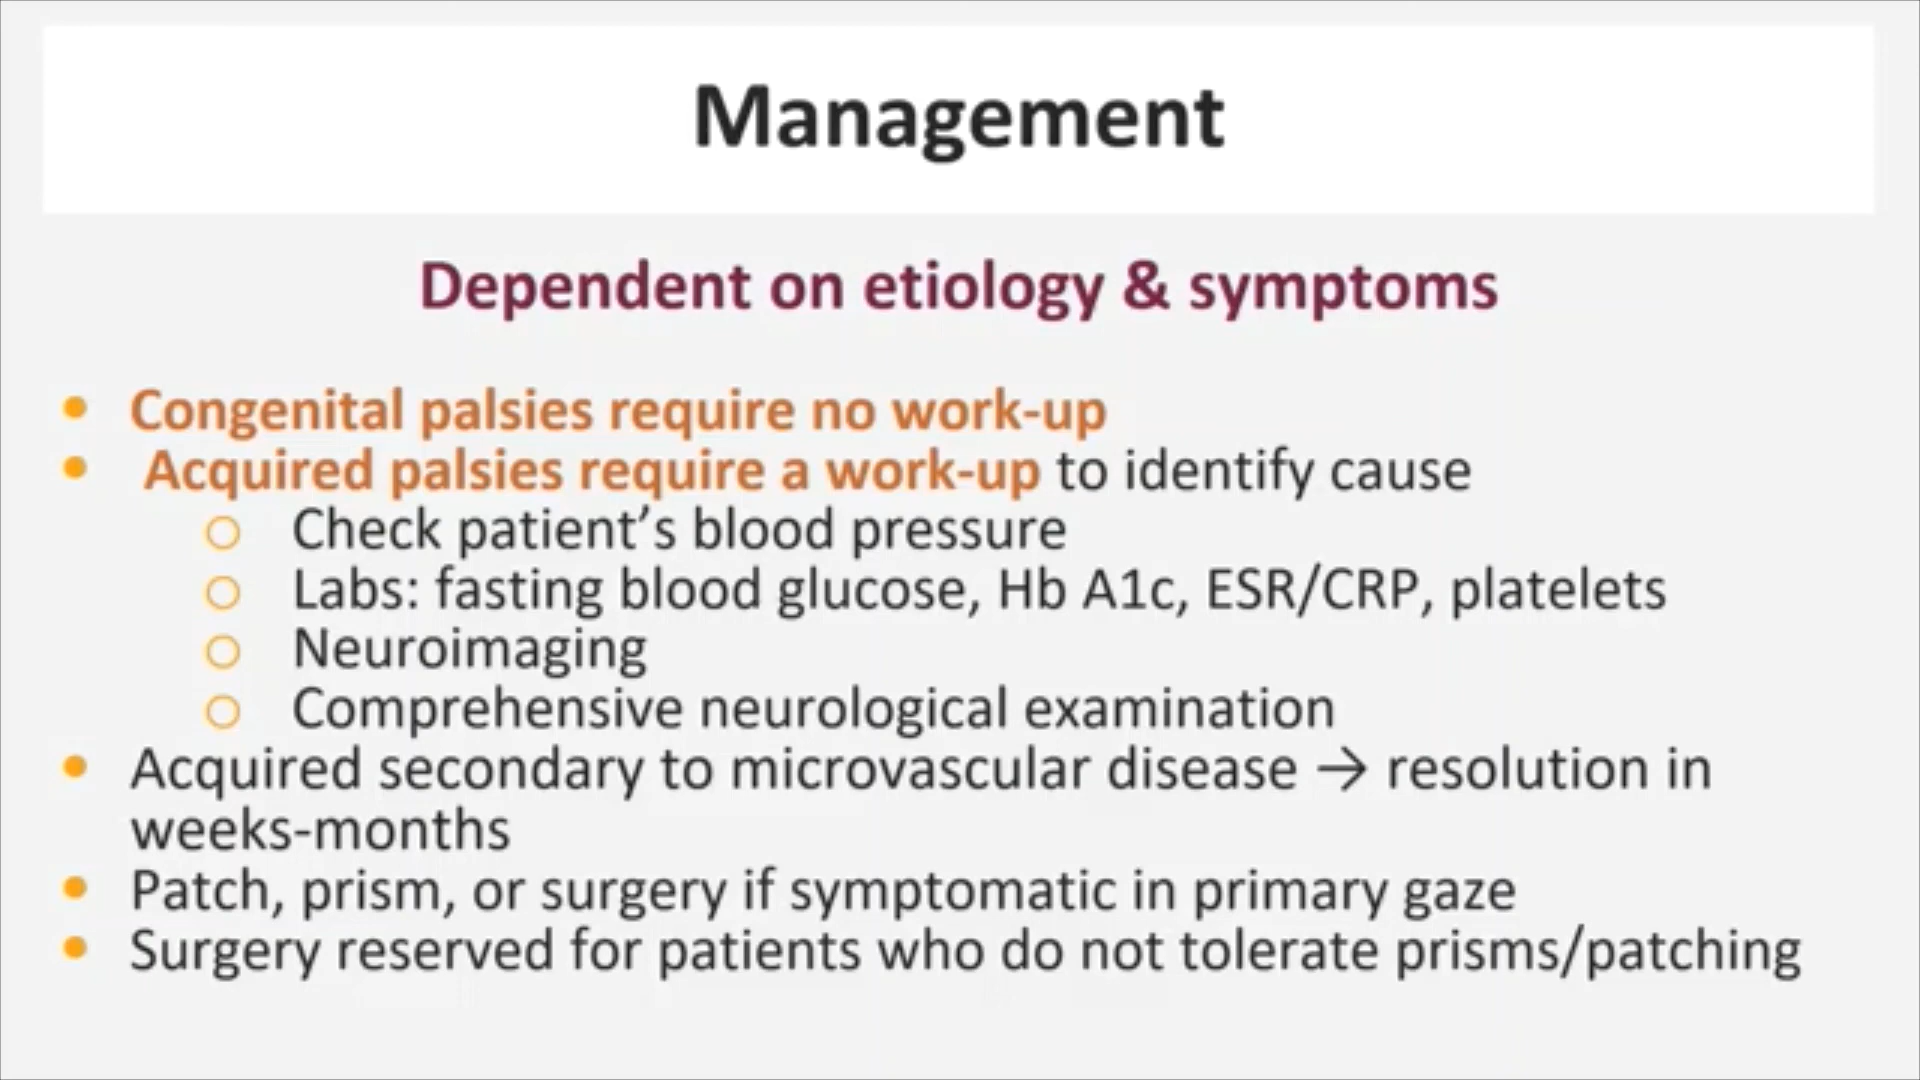 Management
Dependent on etiology & symptoms
• Congenital palsies require no work-up
• Acquired palsies require a work-up to identify cause
○ Check patient’s blood pressure
○ Labs: fasting blood glucose, Hb A1c, ESR/CRP, platelets
○ Neuroimaging
○ Comprehensive neurological examination
• Acquired secondary to microvascular disease → resolution in
weeks-months
• Patch, prism, or surgery if symptomatic in primary gaze
• Surgery reserved for patients who do not tolerate prisms/patching